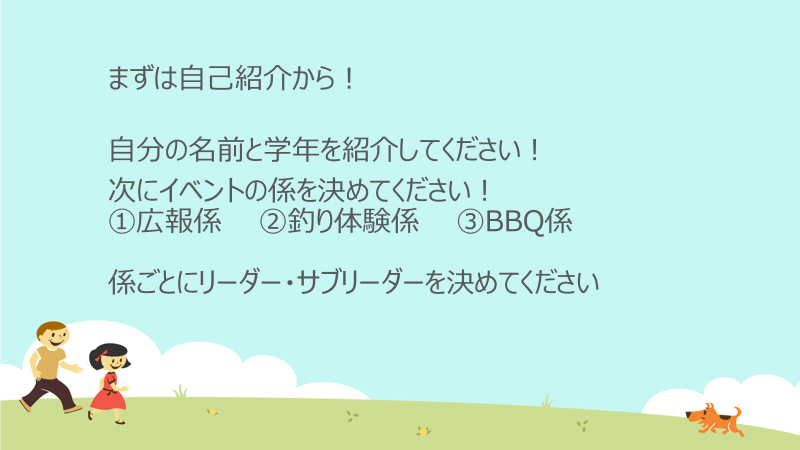 まずは自己紹介から！
自分の名前と学年を紹介してください！
次にイベントの係を決めてください！
①広報係　②釣り体験係　③BBQ係
係ごとにリーダー・サブリーダーを決めてください